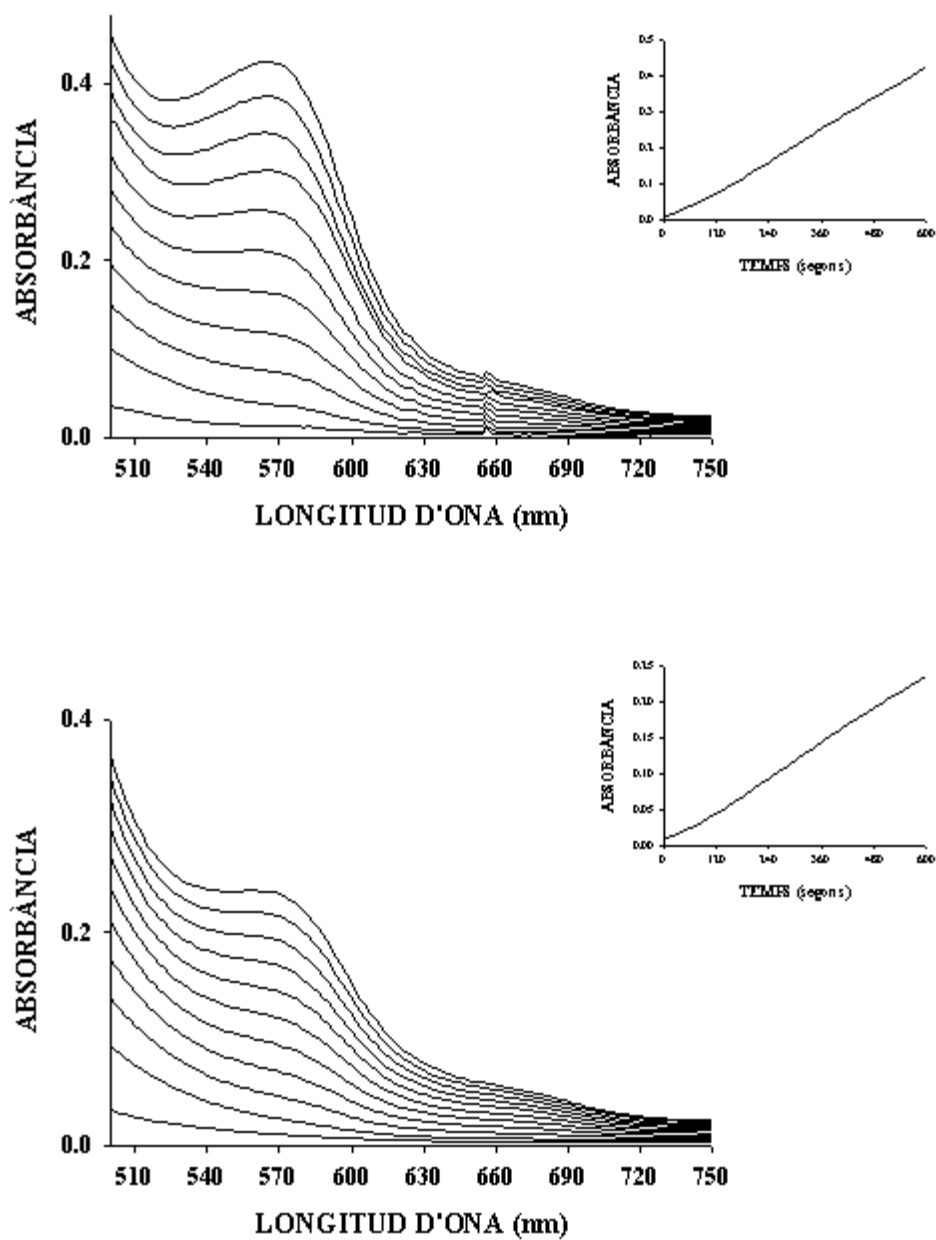 ABSORBÀNCIA
0.4
0.2
0.0
510 540 570 600 630 660 690 720 750
LONGITUD D'ONA (nm)
ABSORBÀNCIA
0.5
0.4
0.3
0.2
0.1
0.0
0 120 240 360 480 600
TEMPS (segons)
ABSORBÀNCIA
0.4
0.2
0.0
510 540 570 600 630 660 690 720 750
LONGITUD D'ONA (nm)
ABSORBÀNCIA
0.25
0.20
0.15
0.10
0.05
0.00
0 120 240 360 480 600
TEMPS (segons)